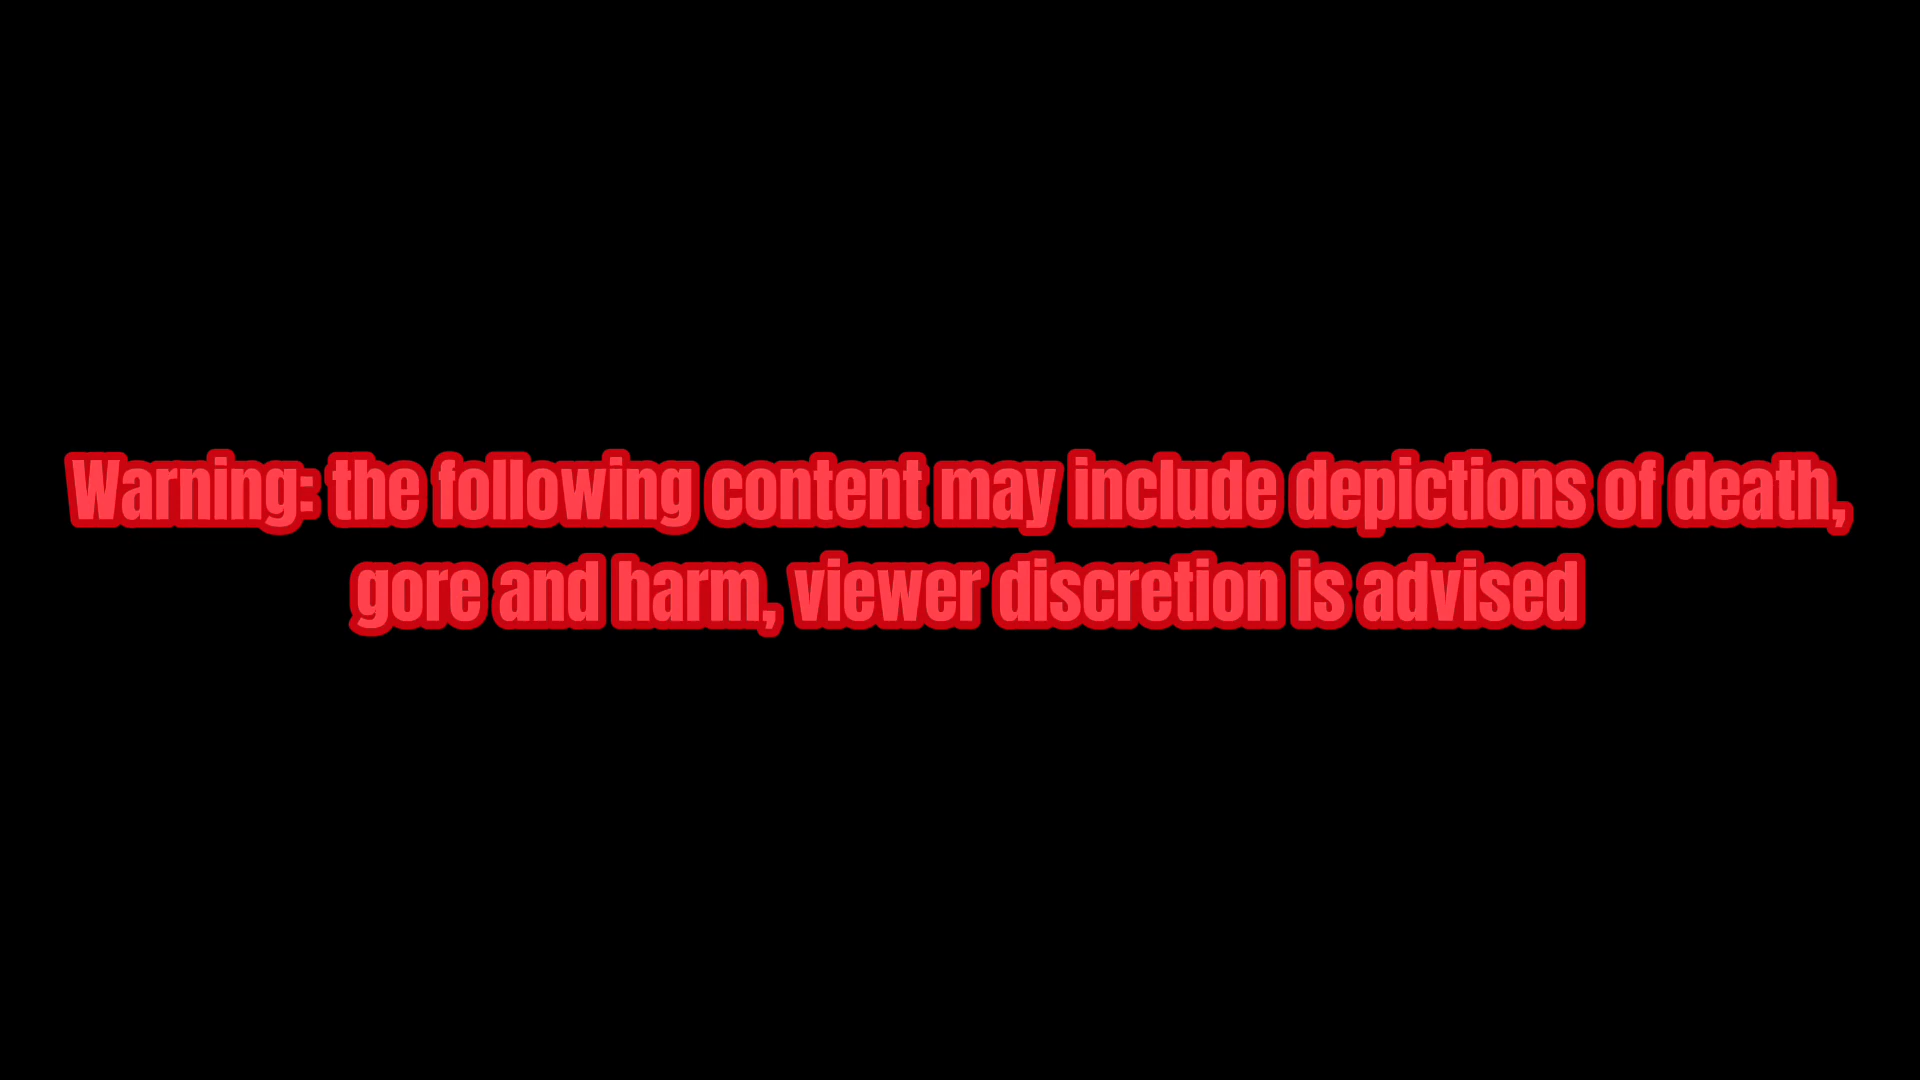 Warning: the following content may include depictions of death,
gore and harm, viewer discretion is advised